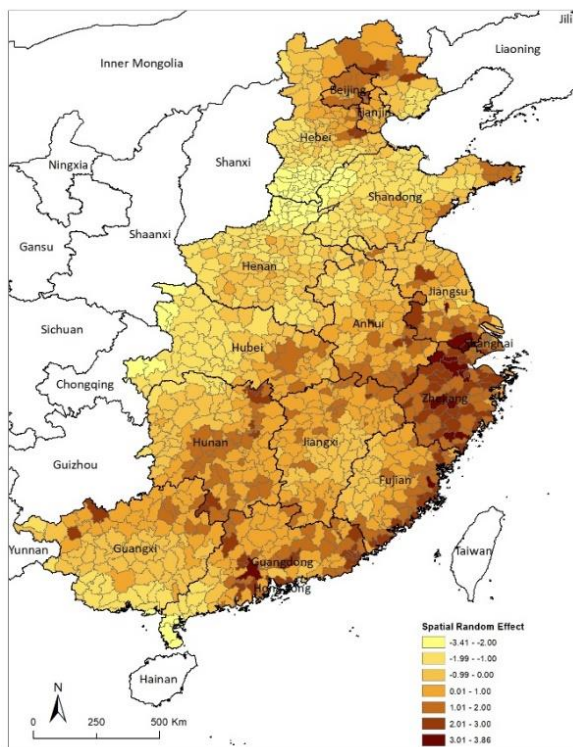 Jili
Liaoning
Inner Mongolia
Beijing
Tianjin
Hebei
Ningxia
Shanxi
Shandong
Gansu
Shaanxi
Henan
Jiangsu
Anhui
Sichuan
Shanghai
Hubei
Chongqing
Zhejiang
Hunan
Jiangxi
Guizhou
Fujian
Yunnan
Guangxi
Guangdong
Taiwan
Hong Kong
Hainan
Spatial Random Effect
-3.41 - -2.00
-1.99 - -1.00
-0.99 - 0.00
0.01 - 1.00
1.01 - 2.00
2.01 - 3.00
3.01 - 3.86
N
0 250 500 Km